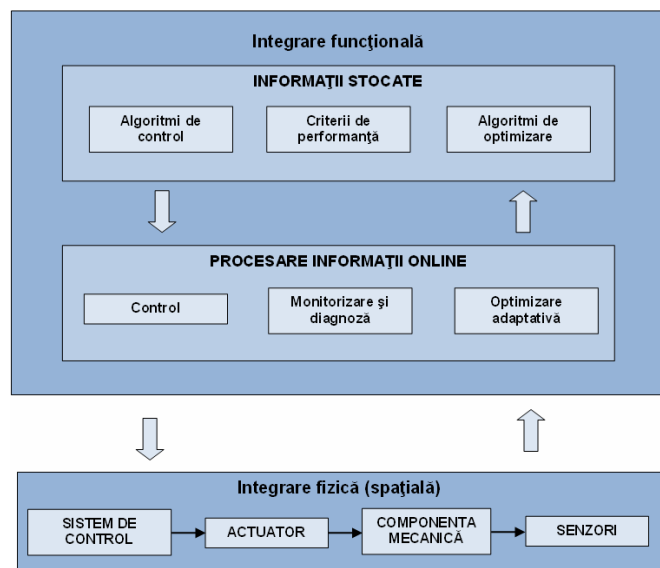 Integrare funcţională
INFORMAŢII STOCATE
Algoritmi de
control
Criterii de
performanţă
Algoritmi de
optimizare
PROCESARE INFORMAŢII ONLINE
Control
Monitorizare şi
diagnoză
Optimizare
adaptativă
Integrare fizică (spaţială)
SISTEM DE
CONTROL
ACTUATOR
COMPONENTA
MECANICĂ
SENZORI